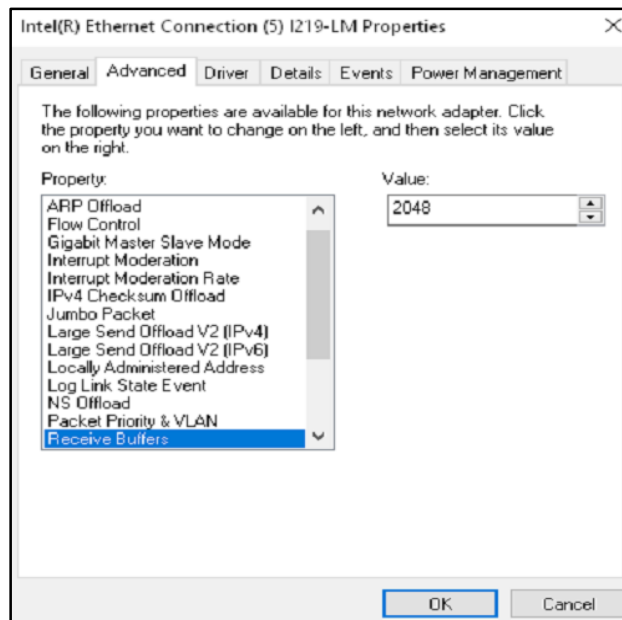 Intel(R) Ethernet Connection (5) I219-LM Properties
General Advanced Driver Details Events Power Management
The following properties are available for this network adapter. Click
the property you want to change on the left, and then select its value
on the right.
Property:
Value:
ARP Offload
2048
Flow Control
Gigabit Master Slave Mode
Interrupt Moderation
Interrupt Moderation Rate
IPv4 Checksum Offload
Jumbo Packet
Large Send Offload V2 (IPv4)
Large Send Offload V2 (IPv6)
Locally Administered Address
Log Link State Event
NS Offload
Packet Priority & VLAN
Receive Buffers
OK
Cancel